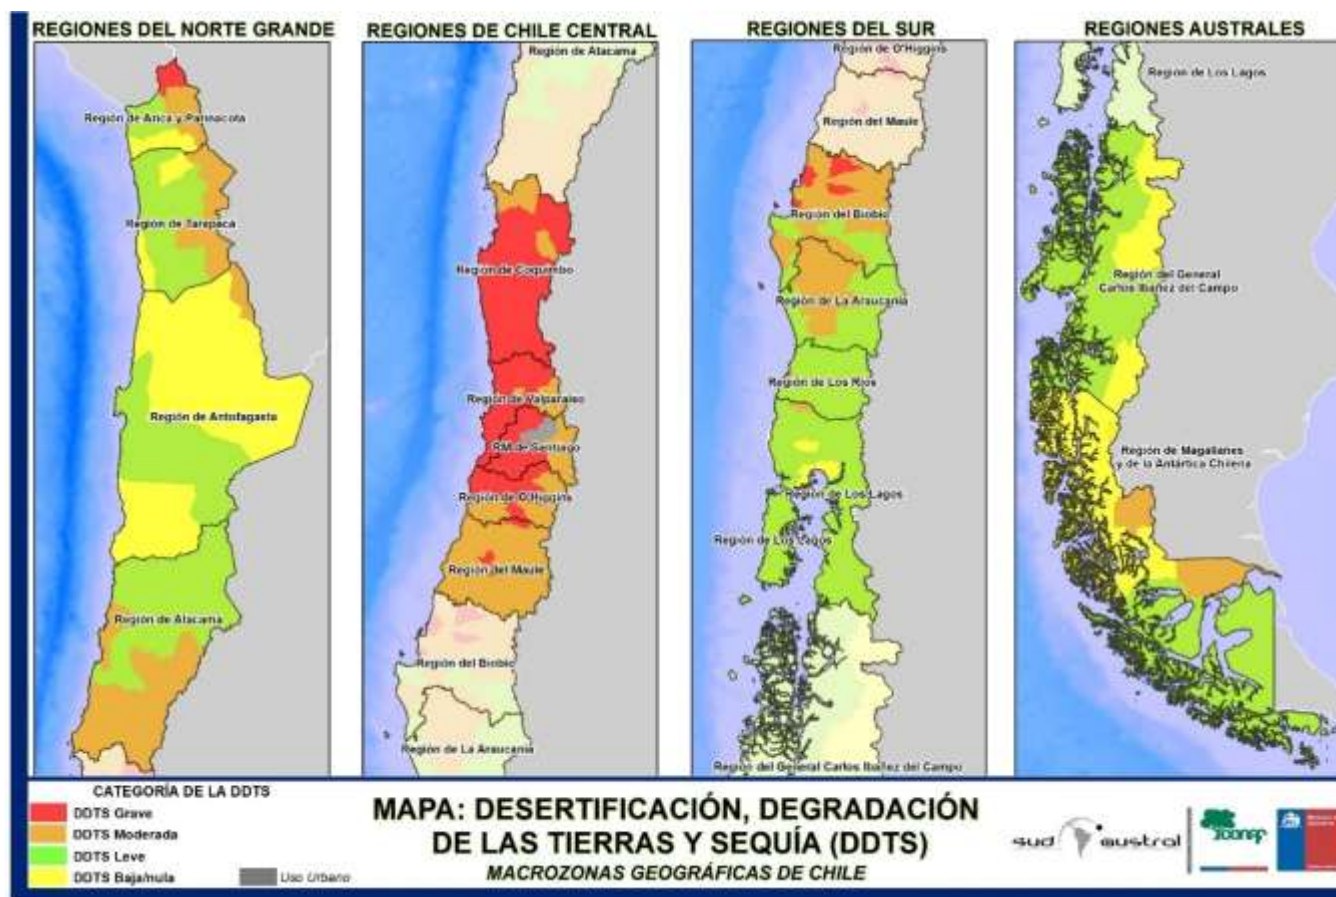 REGIONES DEL NORTE GRANDE
Región de Arica y Parinacota
Región de Tarapacá
Región de Antofagasta
Región de Atacama
REGIONES DE CHILE CENTRAL
Región de Atacama
Región de Coquimbo
Región de Valparaíso
RM de Santiago
Región de O'Higgins
Región del Maule
Región del Biobío
Región de La Araucanía
REGIONES DEL SUR
Región de O'Higgins
Región del Maule
Región del Biobío
Región de La Araucanía
Región de Los Ríos
Región de Los Lagos
Región de Los Lagos
Región del General Carlos Ibañez del Campo
REGIONES AUSTRALES
Región de Los Lagos
Región del General
Carlos Ibañez del Campo
Región de Magallanes
y de la Antártica Chilena
CATEGORÍA DE LA DDTS
DDTS Grave
DDTS Moderada
DDTS Leve
DDTS Baja/nula
Uso Urbano
MAPA: DESERTIFICACIÓN, DEGRADACIÓN
DE LAS TIERRAS Y SEQUÍA (DDTS)
MACROZONAS GEOGRÁFICAS DE CHILE
sud austral
CONAF